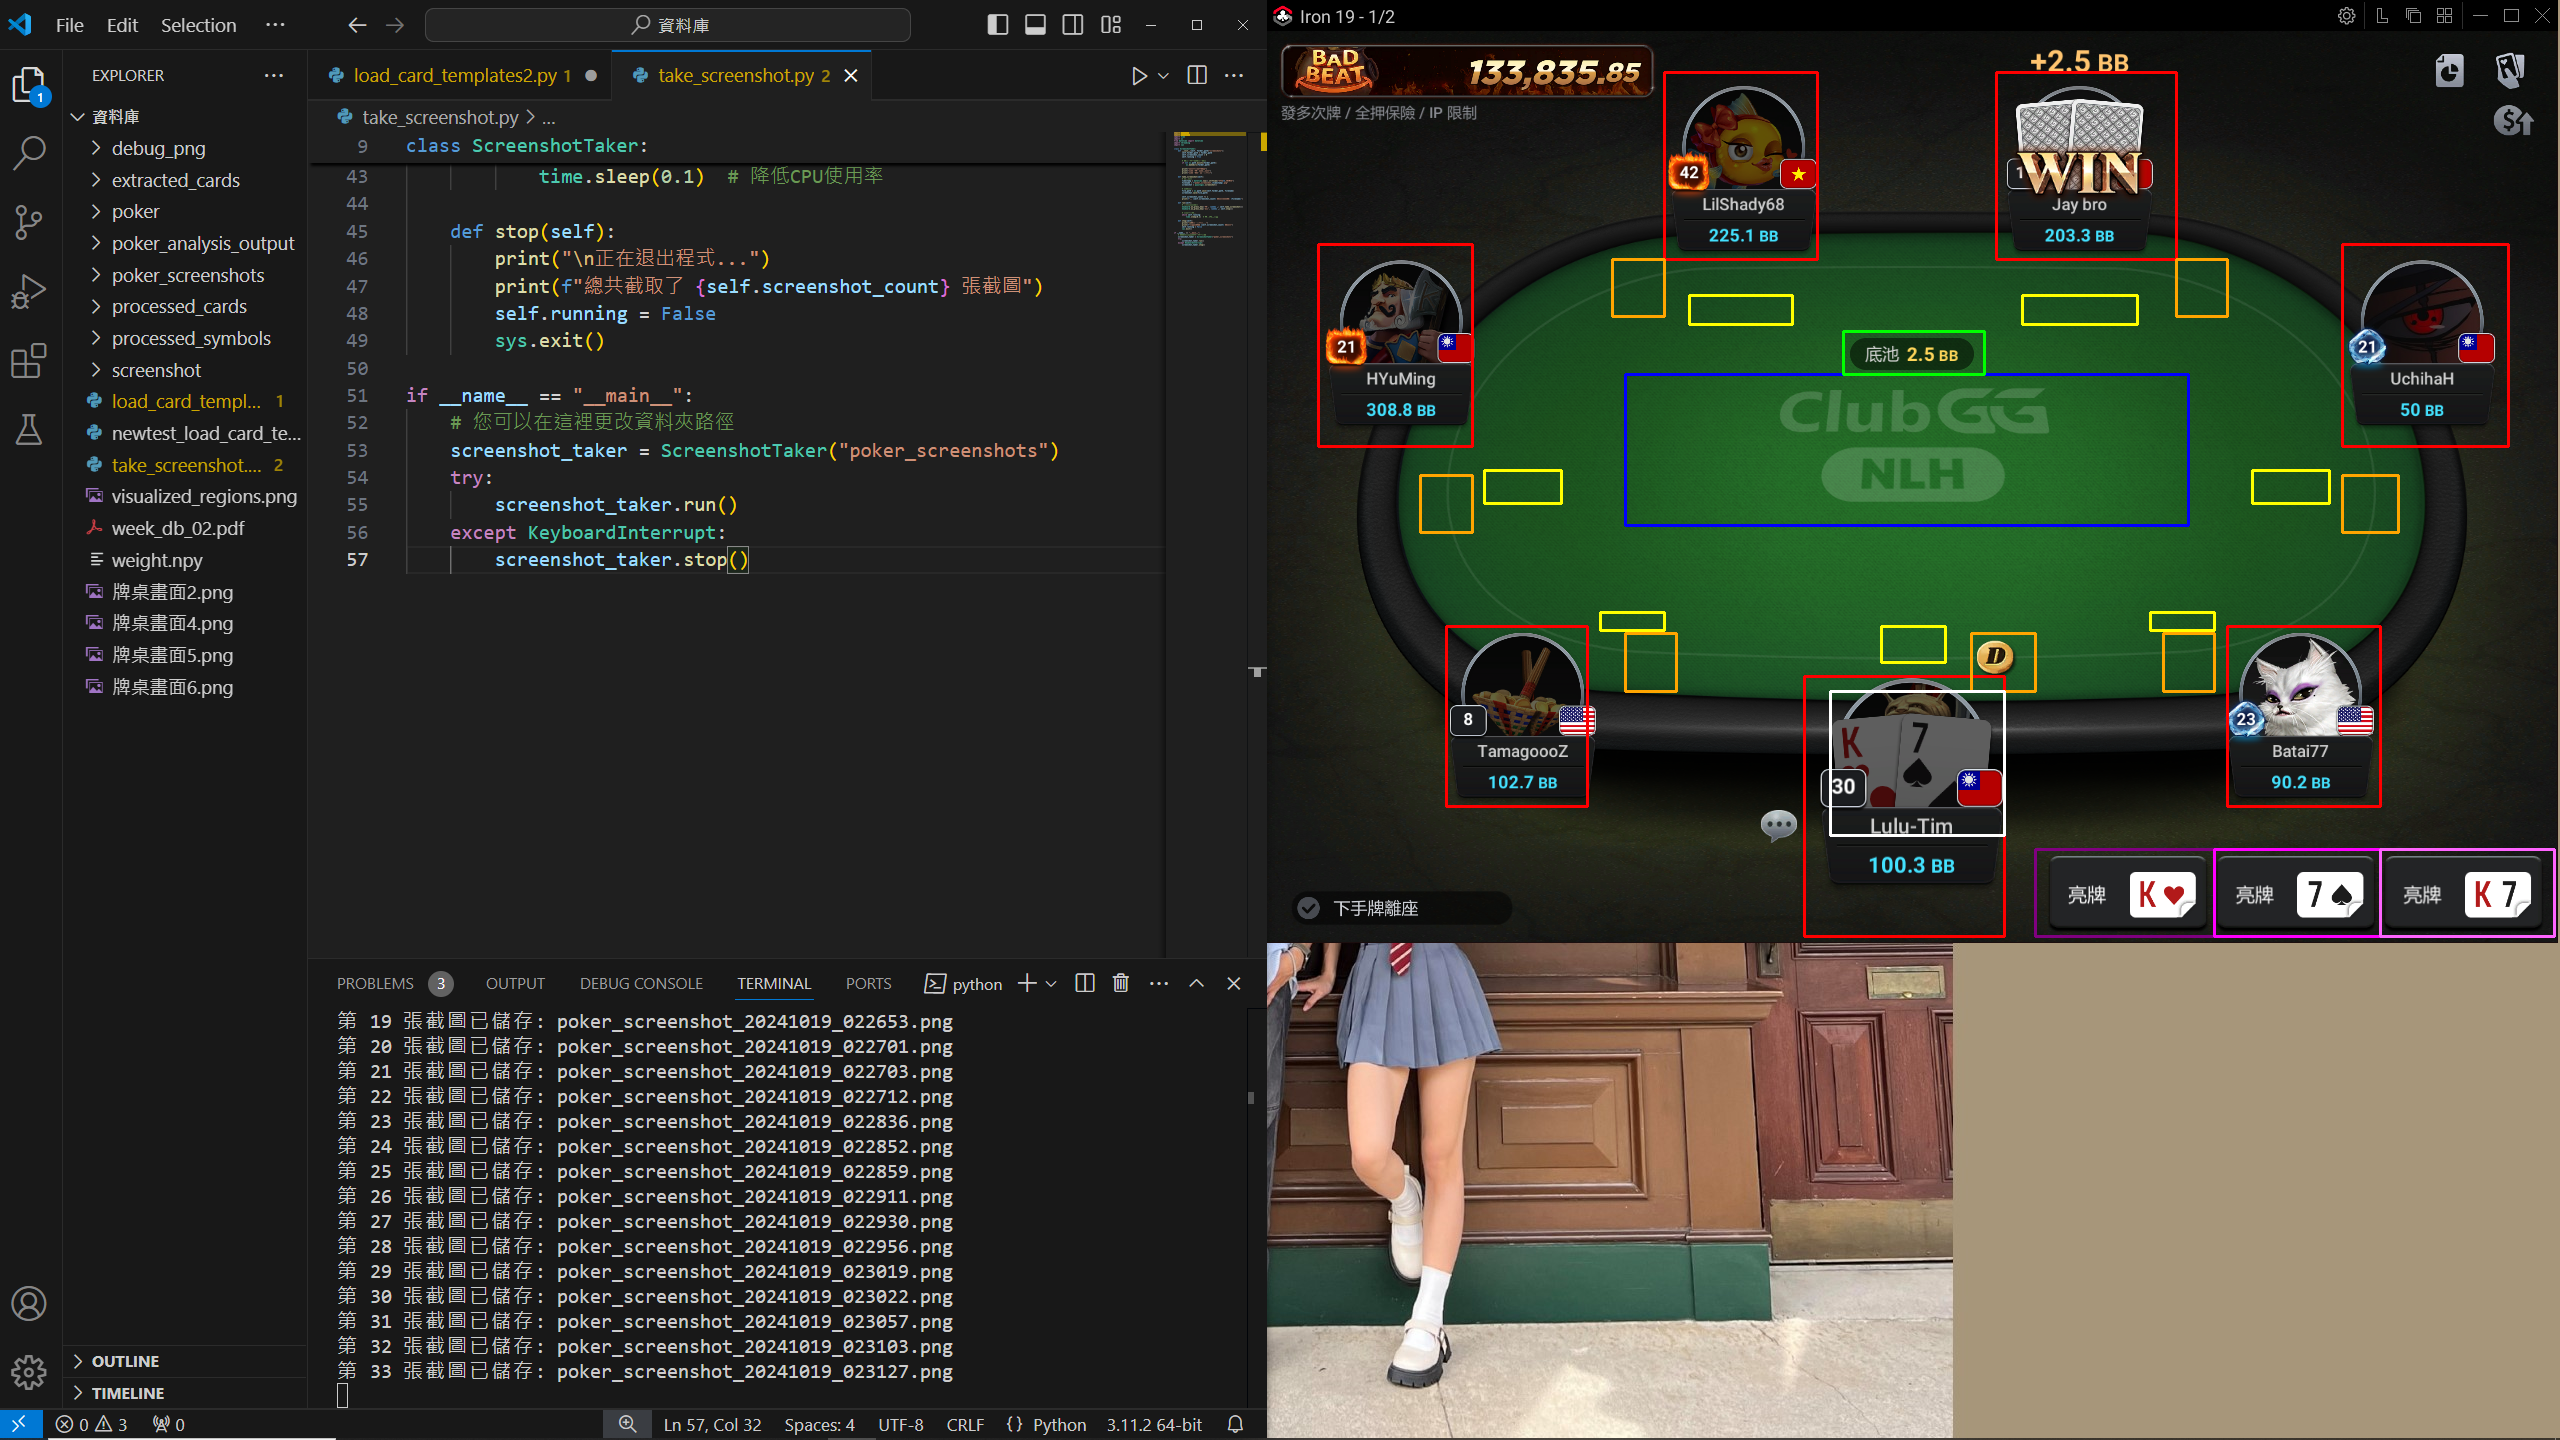 File Edit Selection ···
資料庫
EXPLORER
資料庫
debug_png
extracted_cards
poker
poker_analysis_output
poker_screenshots
processed_cards
processed_symbols
screenshot
load_card_templ... 1
newtest_load_card_te...
take_screenshot.... 2
visualized_regions.png
week_db_02.pdf
weight.npy
牌桌畫面2.png
牌桌畫面4.png
牌桌畫面5.png
牌桌畫面6.png
OUTLINE
TIMELINE
load_card_templates2.py 1
take_screenshot.py 2
take_screenshot.py > ...
9 class ScreenshotTaker:
43 time.sleep(0.1) # 降低CPU使用率
44
45 def stop(self):
46 print("\n正在退出程式...")
47 print(f"總共截取了 {self.screenshot_count} 張截圖")
48 self.running = False
49 sys.exit()
50
51 if __name__ == "__main__":
52 # 您可以在這裡更改資料夾路徑
53 screenshot_taker = ScreenshotTaker("poker_screenshots")
54 try:
55 screenshot_taker.run()
56 except KeyboardInterrupt:
57 screenshot_taker.stop()
PROBLEMS 3 OUTPUT DEBUG CONSOLE TERMINAL PORTS python
第 19 張截圖已儲存: poker_screenshot_20241019_022653.png
第 20 張截圖已儲存: poker_screenshot_20241019_022701.png
第 21 張截圖已儲存: poker_screenshot_20241019_022703.png
第 22 張截圖已儲存: poker_screenshot_20241019_022712.png
第 23 張截圖已儲存: poker_screenshot_20241019_022836.png
第 24 張截圖已儲存: poker_screenshot_20241019_022852.png
第 25 張截圖已儲存: poker_screenshot_20241019_022859.png
第 26 張截圖已儲存: poker_screenshot_20241019_022911.png
第 27 張截圖已儲存: poker_screenshot_20241019_022930.png
第 28 張截圖已儲存: poker_screenshot_20241019_022956.png
第 29 張截圖已儲存: poker_screenshot_20241019_023019.png
第 30 張截圖已儲存: poker_screenshot_20241019_023022.png
第 31 張截圖已儲存: poker_screenshot_20241019_023057.png
第 32 張截圖已儲存: poker_screenshot_20241019_023103.png
第 33 張截圖已儲存: poker_screenshot_20241019_023127.png
0 3 0 Ln 57, Col 32 Spaces: 4 UTF-8 CRLF Python 3.11.2 64-bit
1
Iron 19 - 1/2
BAD BEAT 133,835.85
發多次牌 / 全押保險 / IP 限制
+2.5 BB
42
LilShady68
225.1 BB
WIN
Jay bro
203.3 BB
21
HYuMing
308.8 BB
21
UchihaH
50 BB
底池 2.5 BB
ClubGG
NLH
8
TamagoooZ
102.7 BB
D
K 7
30
Lulu-Tim
100.3 BB
23
Batai77
90.2 BB
下手牌離座
亮牌 K♥
亮牌 7♠
亮牌 K 7